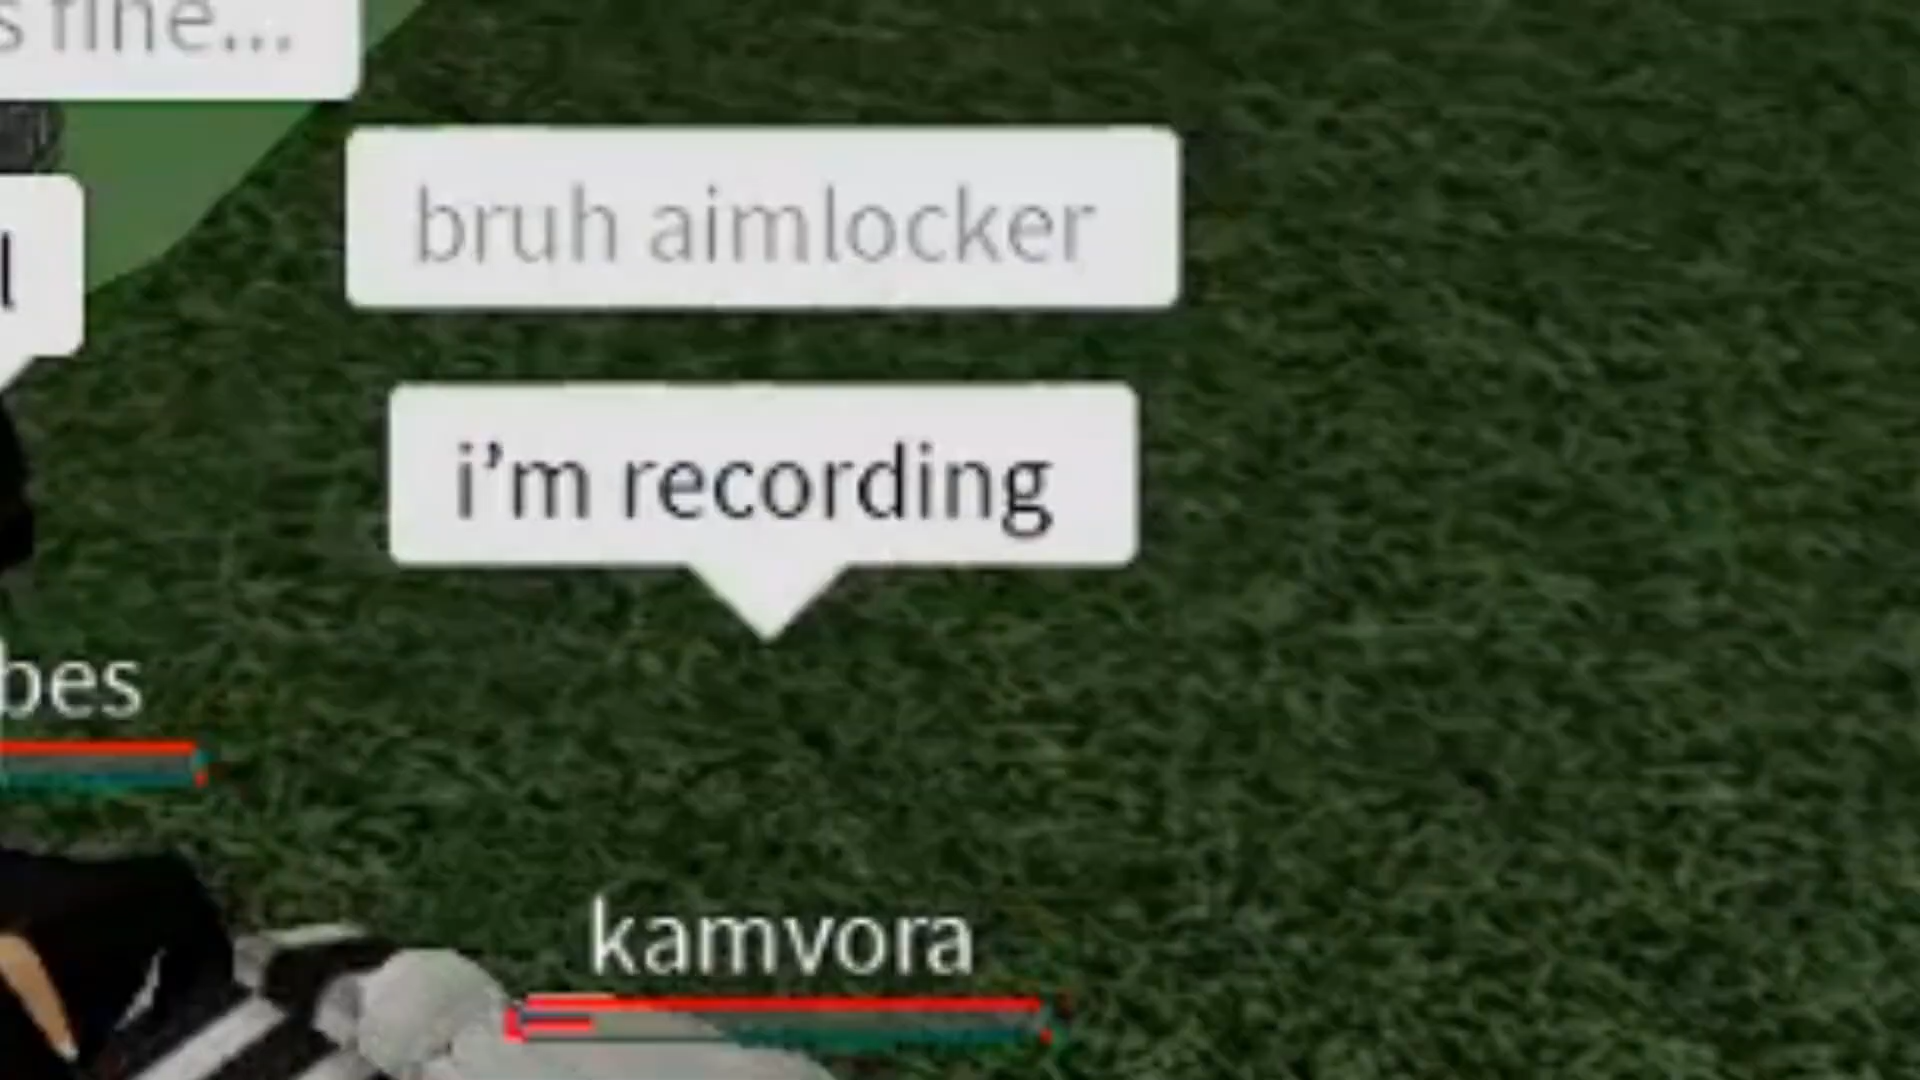 s fine...
bruh aimlocker
l
i’m recording
bes
kamvora